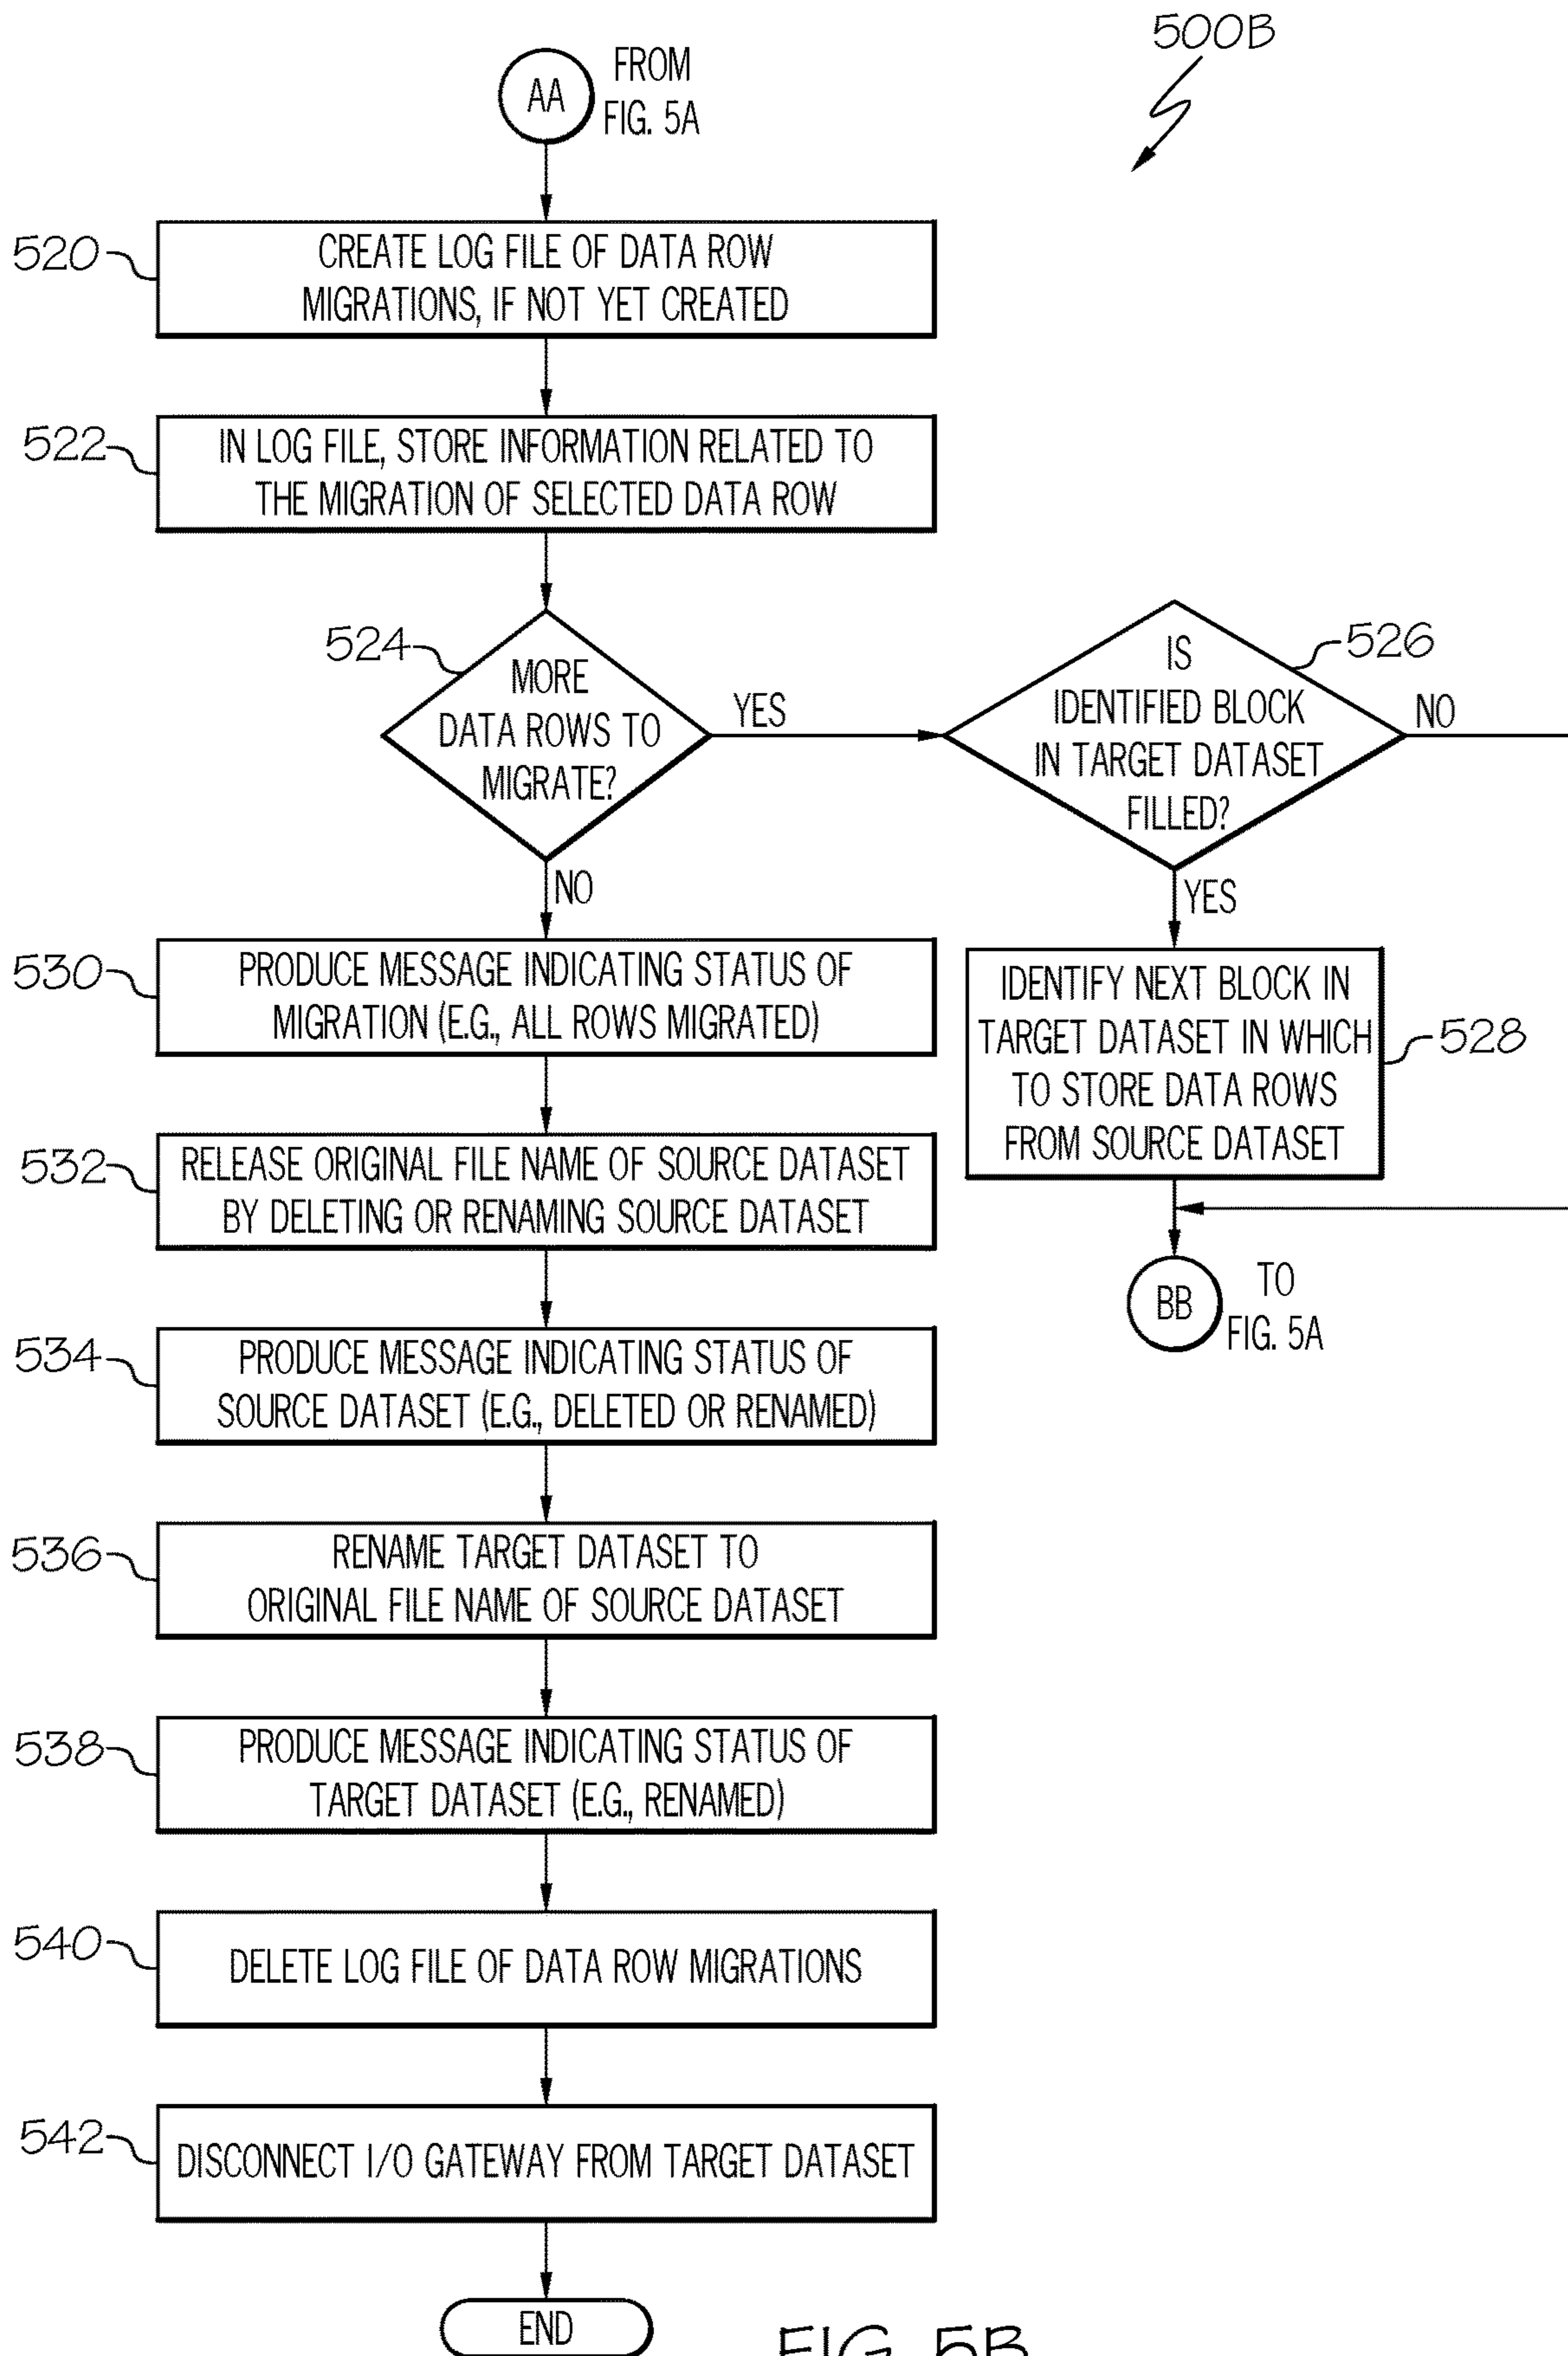 500B
AA
FROM
FIG. 5A
520
CREATE LOG FILE OF DATA ROW
MIGRATIONS, IF NOT YET CREATED
522
IN LOG FILE, STORE INFORMATION RELATED TO
THE MIGRATION OF SELECTED DATA ROW
524
MORE
DATA ROWS TO
MIGRATE?
YES
NO
526
IS
IDENTIFIED BLOCK
IN TARGET DATASET
FILLED?
NO
YES
528
IDENTIFY NEXT BLOCK IN
TARGET DATASET IN WHICH
TO STORE DATA ROWS
FROM SOURCE DATASET
BB
TO
FIG. 5A
530
PRODUCE MESSAGE INDICATING STATUS OF
MIGRATION (E.G., ALL ROWS MIGRATED)
532
RELEASE ORIGINAL FILE NAME OF SOURCE DATASET
BY DELETING OR RENAMING SOURCE DATASET
534
PRODUCE MESSAGE INDICATING STATUS OF
SOURCE DATASET (E.G., DELETED OR RENAMED)
536
RENAME TARGET DATASET TO
ORIGINAL FILE NAME OF SOURCE DATASET
538
PRODUCE MESSAGE INDICATING STATUS OF
TARGET DATASET (E.G., RENAMED)
540
DELETE LOG FILE OF DATA ROW MIGRATIONS
542
DISCONNECT I/O GATEWAY FROM TARGET DATASET
END
FIG. 5B